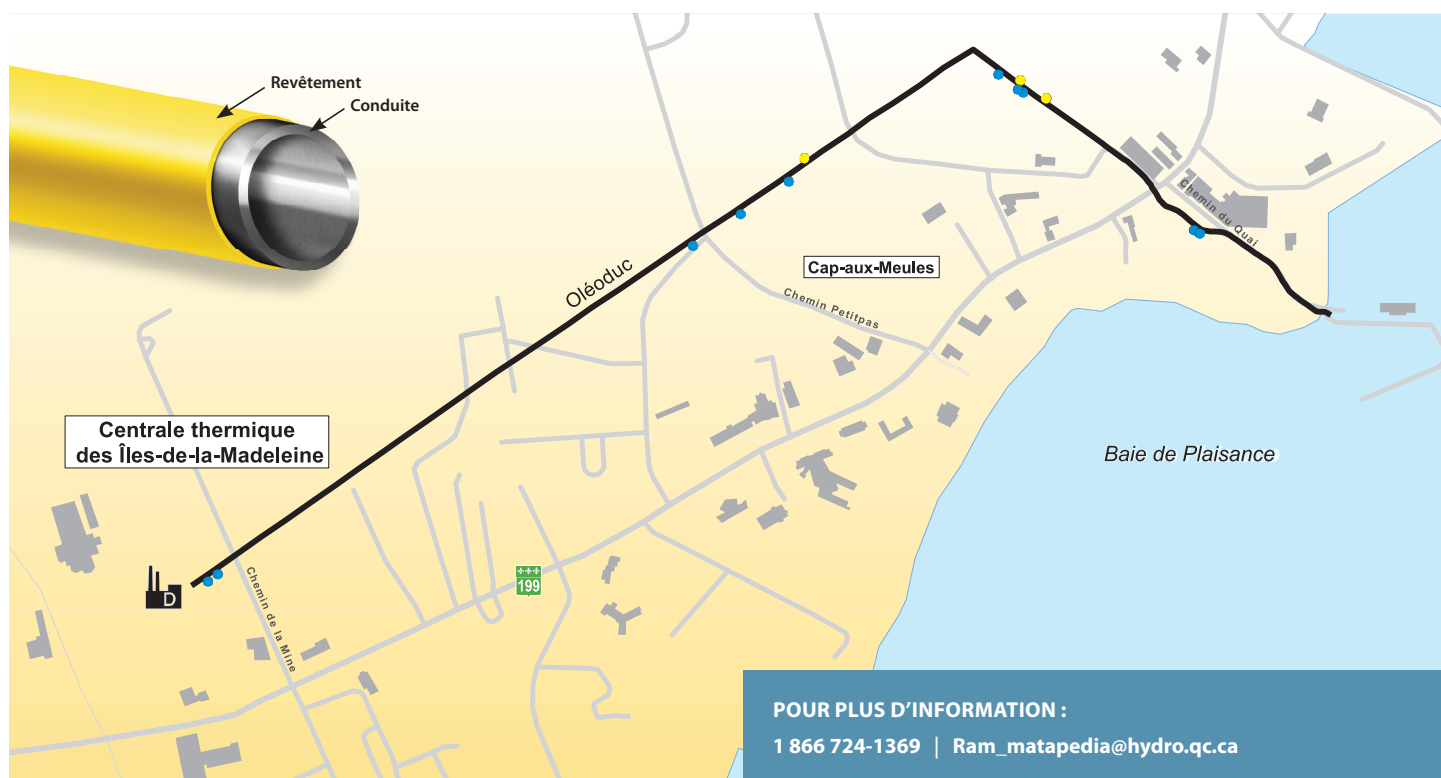 Revêtement
Conduite
Oléoduc
Cap-aux-Meules
Chemin du Quai
Chemin Petitpas
Centrale thermique
des Îles-de-la-Madeleine
Baie de Plaisance
D
Chemin de la Mine
199
POUR PLUS D'INFORMATION :
1 866 724-1369 | Ram_matapedia@hydro.qc.ca